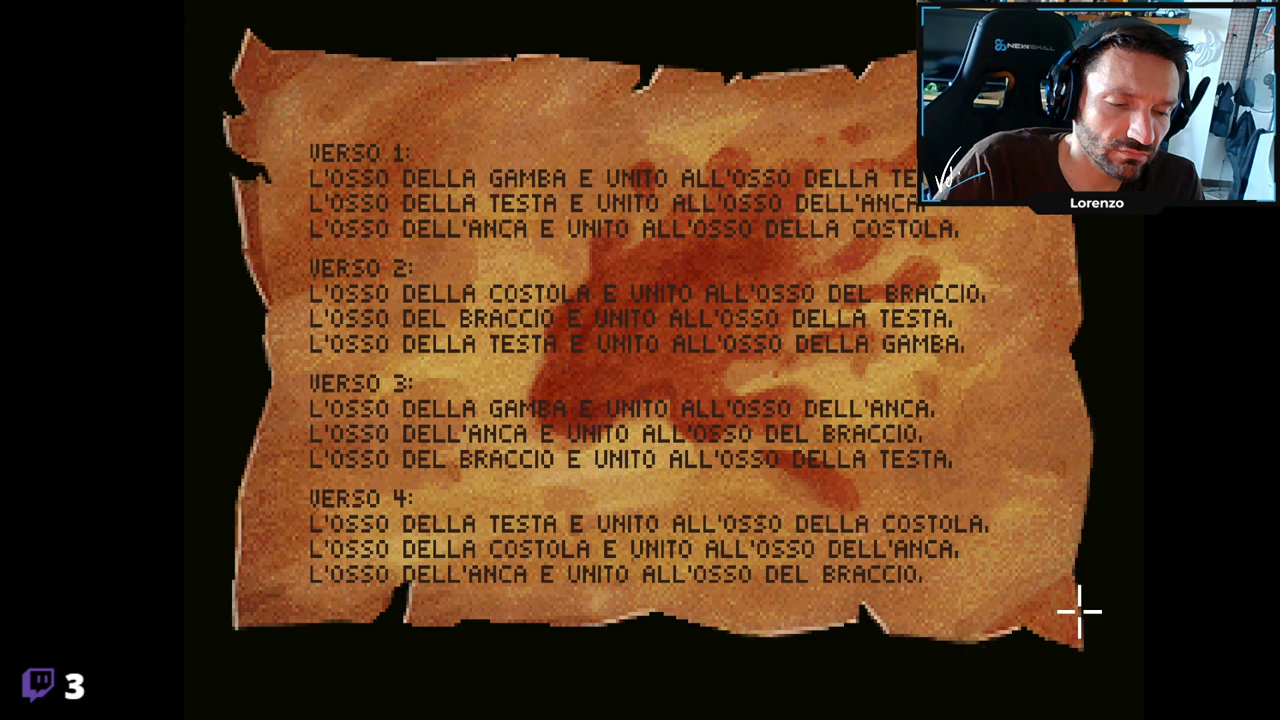 VERSO 1:
L'OSSO DELLA GAMBA E UNITO ALL'OSSO DELLA
L'OSSO DELLA TESTA E UNITO ALL'OSSO DELL'ANCA.
L'OSSO DELL'ANCA E UNITO ALL'OSSO DELLA COSTOLA.
VERSO 2:
L'OSSO DELLA COSTOLA E UNITO ALL'OSSO DEL BRACCIO.
L'OSSO DEL BRACCIO E UNITO ALL'OSSO DELLA TESTA.
L'OSSO DELLA TESTA E UNITO ALL'OSSO DELLA GAMBA.
VERSO 3:
L'OSSO DELLA GAMBA E UNITO ALL'OSSO DELL'ANCA.
L'OSSO DELL'ANCA E UNITO ALL'OSSO DEL BRACCIO.
L'OSSO DEL BRACCIO E UNITO ALL'OSSO DELLA TESTA.
VERSO 4:
L'OSSO DELLA TESTA E UNITO ALL'OSSO DELLA COSTOLA.
L'OSSO DELLA COSTOLA E UNITO ALL'OSSO DELL'ANCA.
L'OSSO DELL'ANCA E UNITO ALL'OSSO DEL BRACCIO.
NEWSKILL
Lorenzo
3